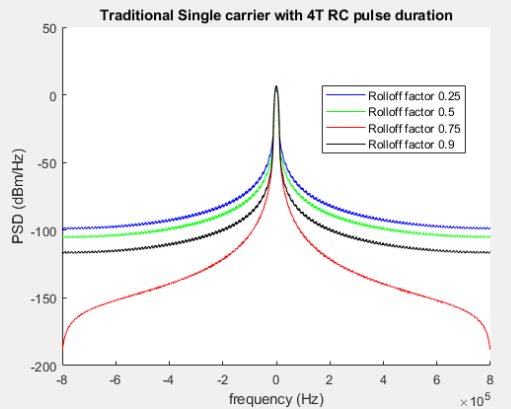 Traditional Single carrier with 4T RC pulse duration
50
0
-50
-100
-150
-200
PSD (dBm/Hz)
Rolloff factor 0.25
Rolloff factor 0.5
Rolloff factor 0.75
Rolloff factor 0.9
-8 -6 -4 -2 0 2 4 6 8
frequency (Hz)
× 10⁵